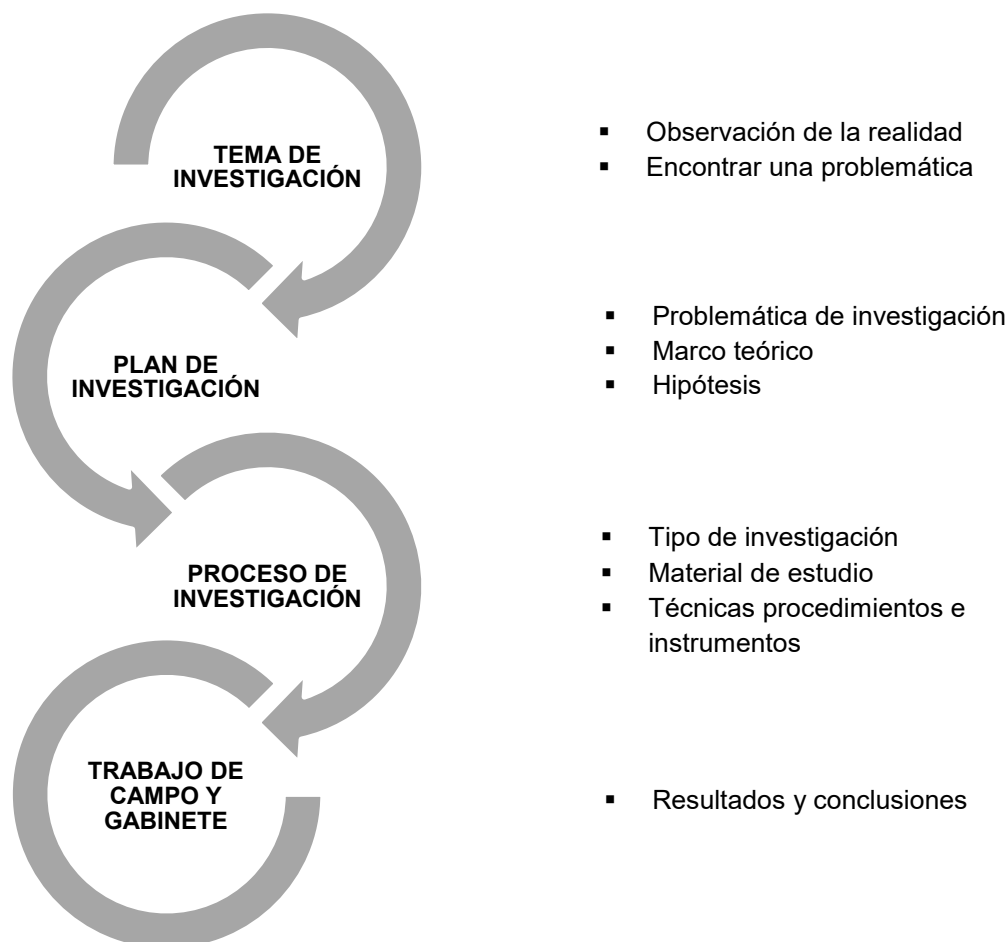 TEMA DE
INVESTIGACIÓN
▪ Observación de la realidad
▪ Encontrar una problemática
PLAN DE
INVESTIGACIÓN
▪ Problemática de investigación
▪ Marco teórico
▪ Hipótesis
PROCESO DE
INVESTIGACIÓN
▪ Tipo de investigación
▪ Material de estudio
▪ Técnicas procedimientos e
instrumentos
TRABAJO DE
CAMPO Y
GABINETE
▪ Resultados y conclusiones